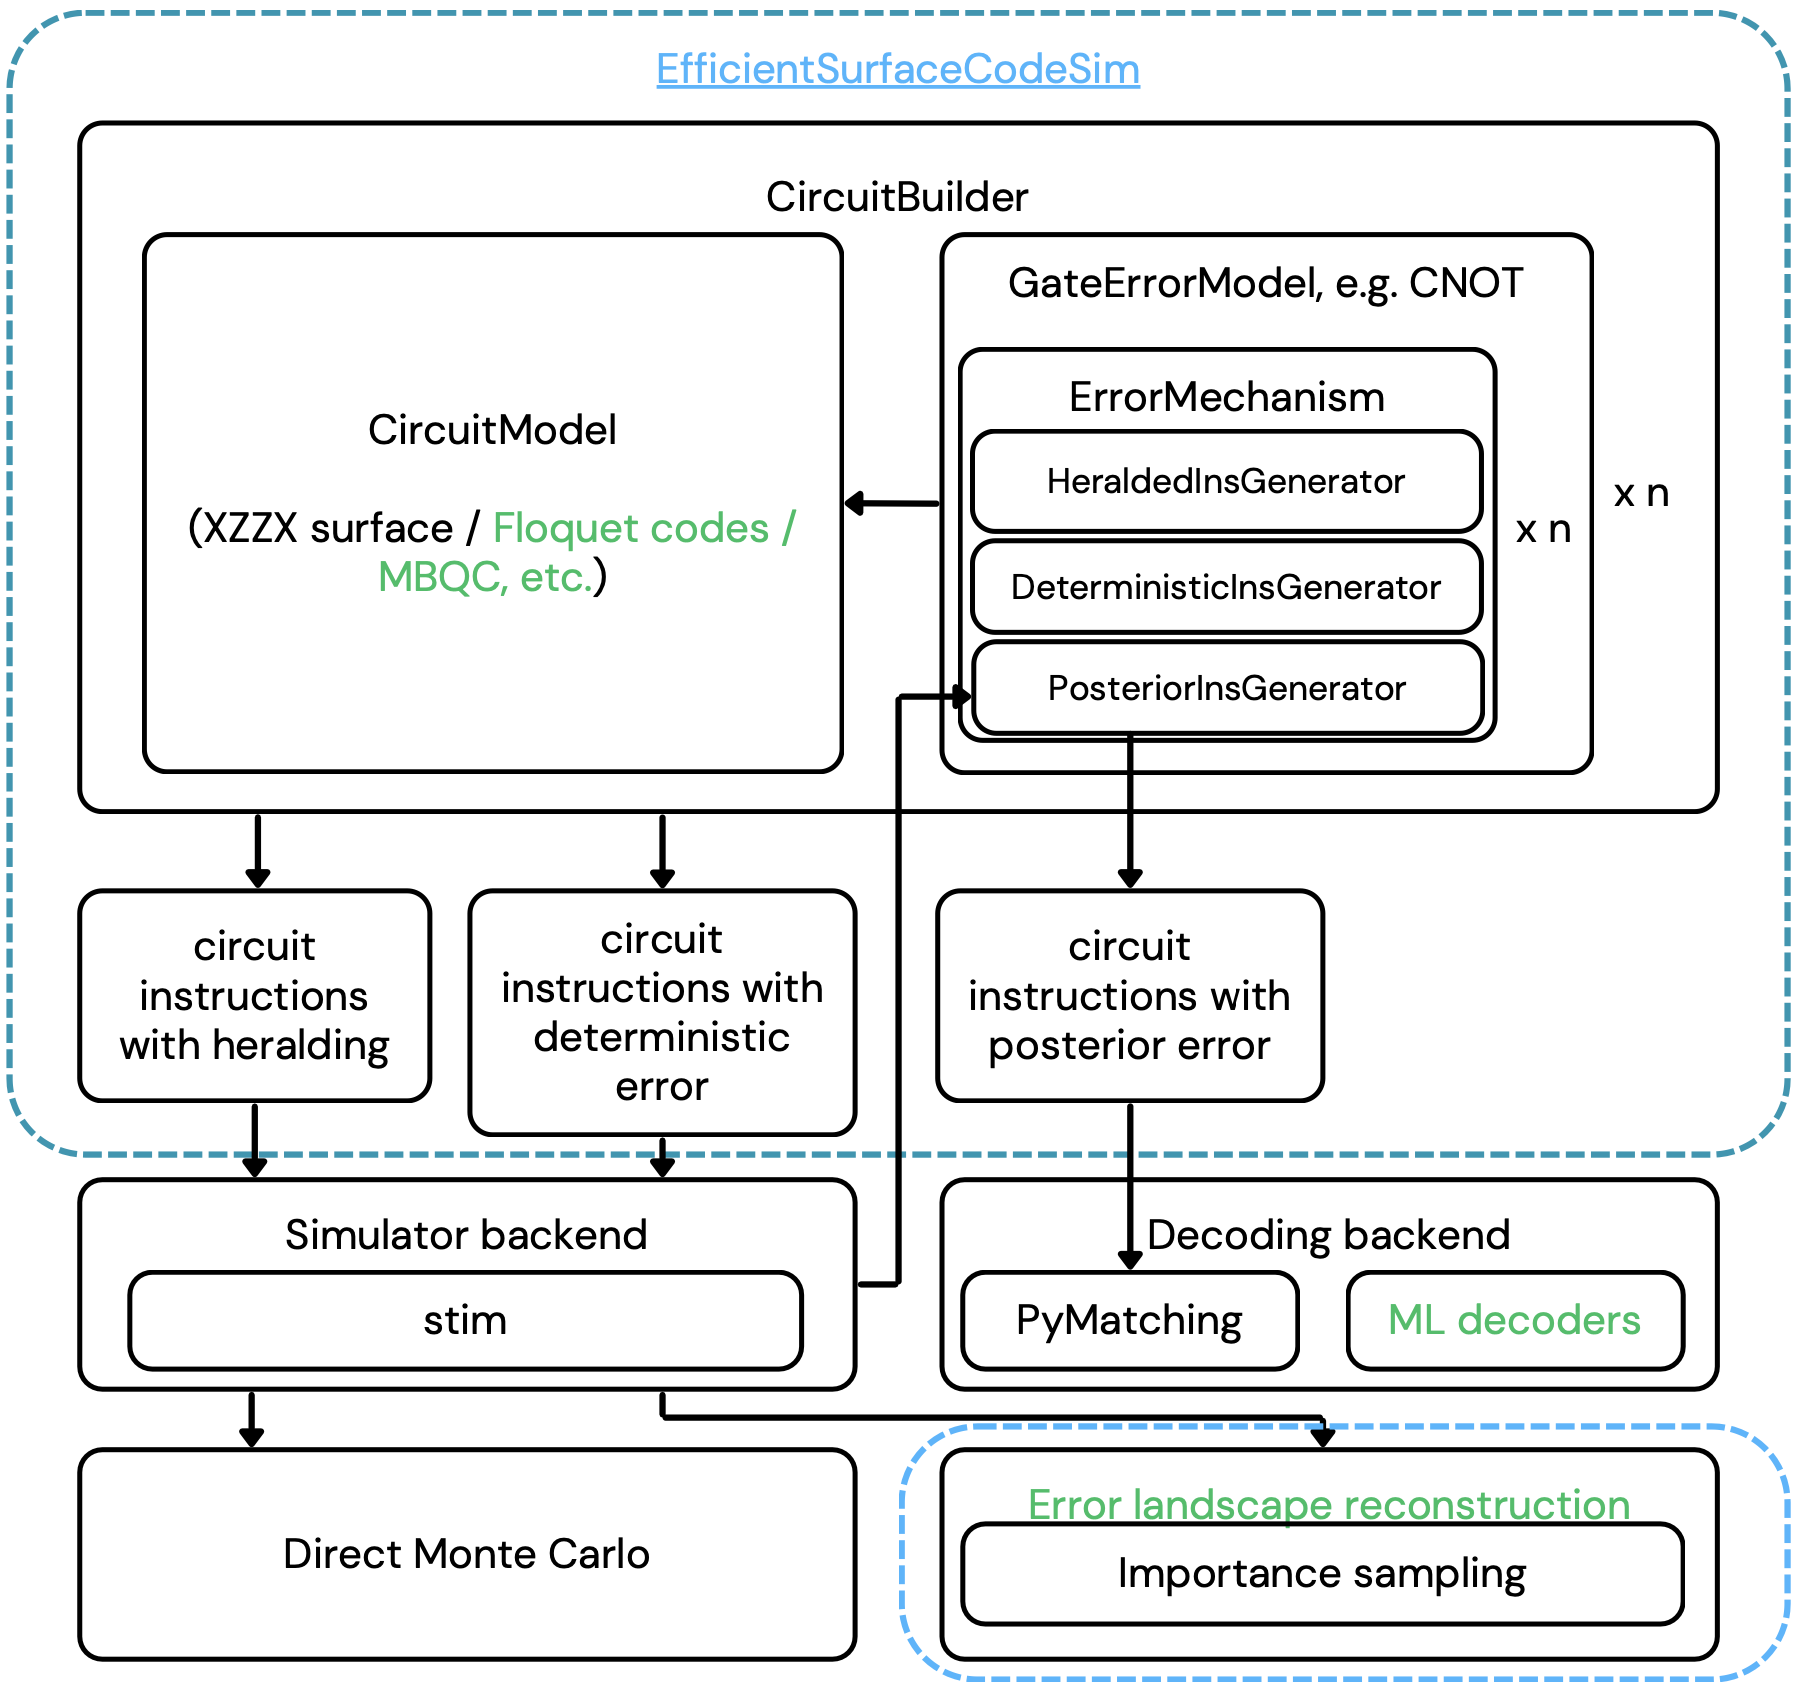 EfficientSurfaceCodeSim
CircuitBuilder
CircuitModel
(XZZX surface / Floquet codes /
MBQC, etc.)
GateErrorModel, e.g. CNOT
ErrorMechanism
HeraldedInsGenerator
DeterministicInsGenerator
PosteriorInsGenerator
x n
x n
circuit
instructions
with heralding
circuit
instructions with
deterministic
error
circuit
instructions with
posterior error
Simulator backend
stim
Decoding backend
PyMatching
ML decoders
Direct Monte Carlo
Error landscape reconstruction
Importance sampling